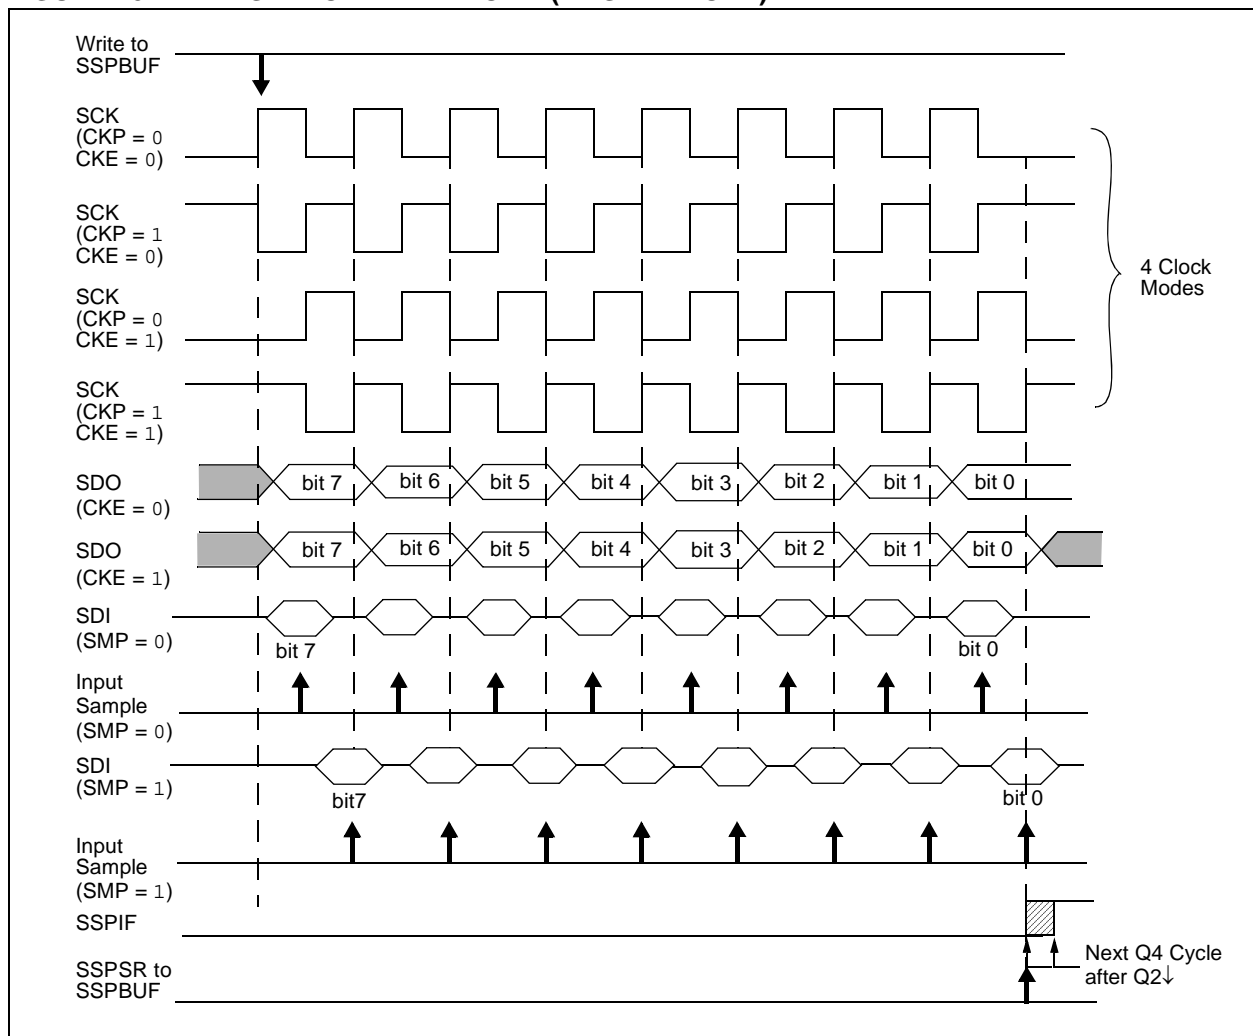 Write to
SSPBUF
SCK
(CKP = 0
CKE = 0)
SCK
(CKP = 1
CKE = 0)
4 Clock
Modes
SCK
(CKP = 0
CKE = 1)
SCK
(CKP = 1
CKE = 1)
SDO
(CKE = 0)
bit 7 bit 6 bit 5 bit 4 bit 3 bit 2 bit 1 bit 0
SDO
(CKE = 1)
bit 7 bit 6 bit 5 bit 4 bit 3 bit 2 bit 1 bit 0
SDI
(SMP = 0)
bit 7 bit 0
Input
Sample
(SMP = 0)
SDI
(SMP = 1)
bit7 bit 0
Input
Sample
(SMP = 1)
SSPIF
Next Q4 Cycle
after Q2↓
SSPSR to
SSPBUF